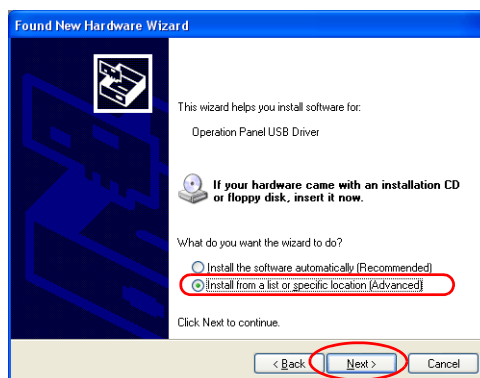 Found New Hardware Wizard
This wizard helps you install software for:
Operation Panel USB Driver
If your hardware came with an installation CD
or floppy disk, insert it now.
What do you want the wizard to do?
Install the software automatically (Recommended)
Install from a list or specific location (Advanced)
Click Next to continue.
< Back Next > Cancel